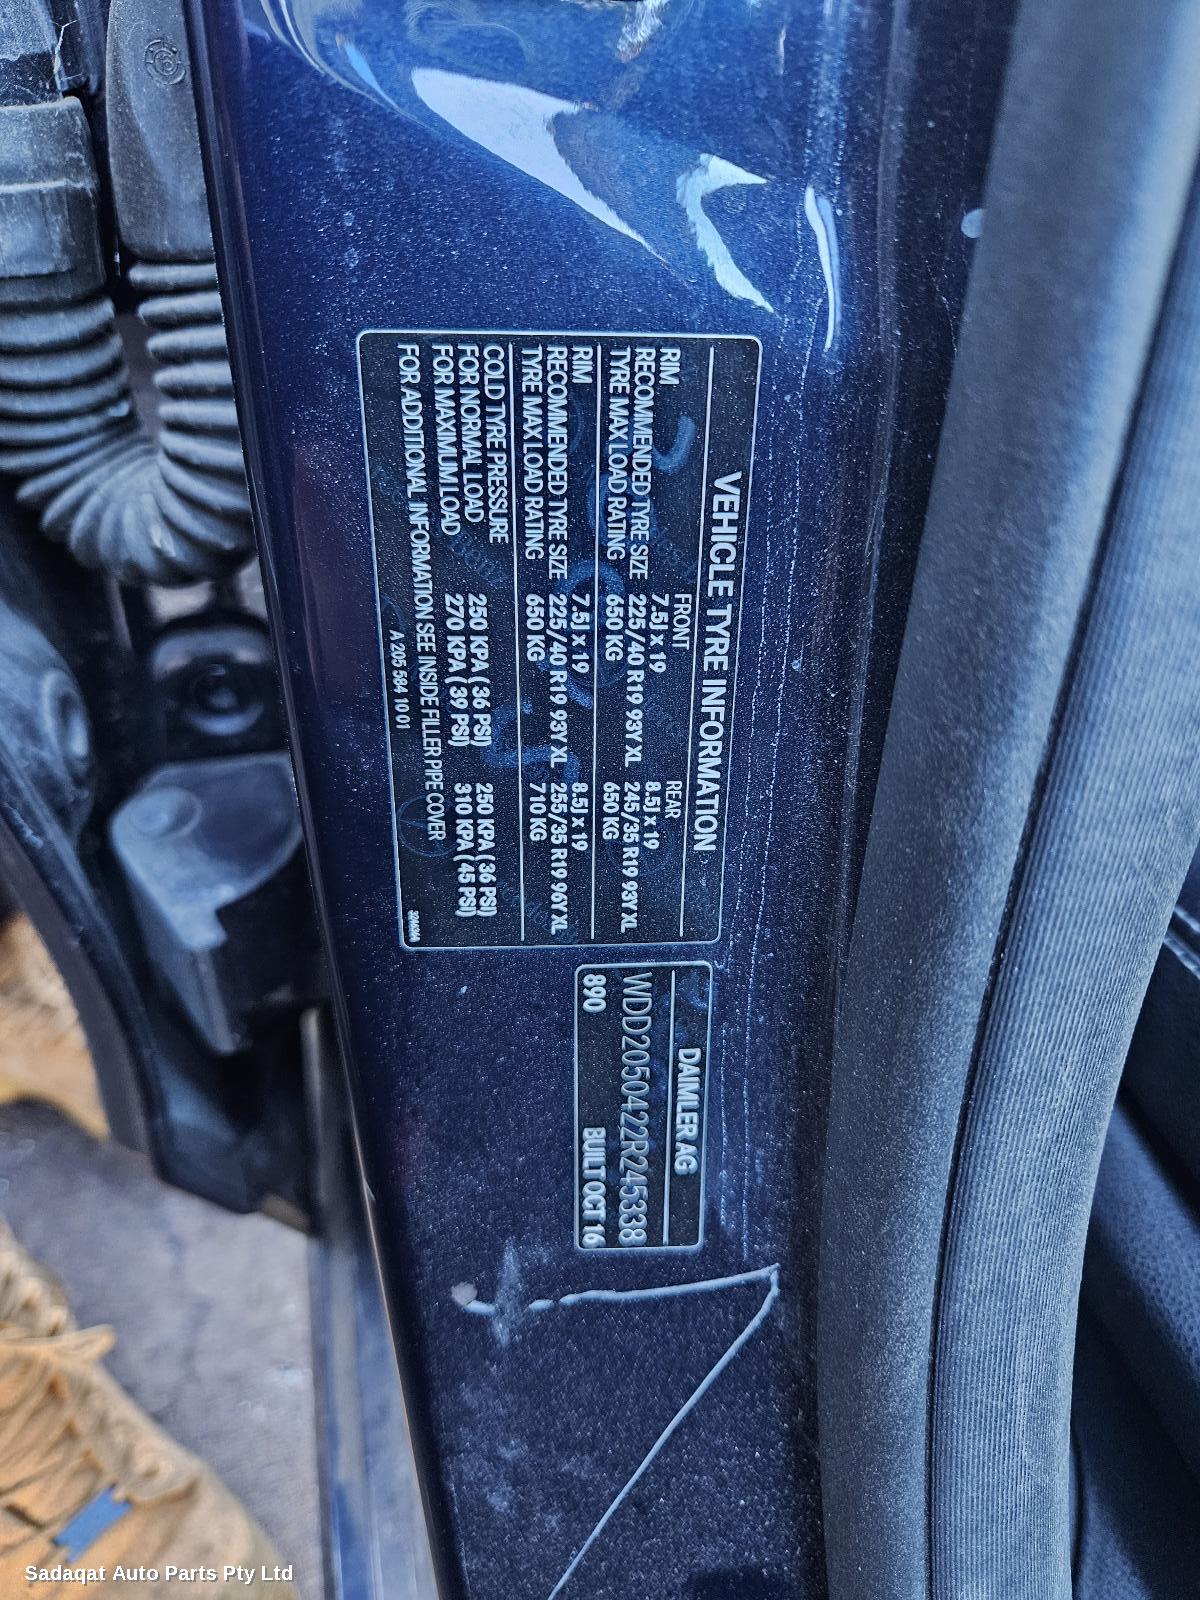 VEHICLE TYRE INFORMATION
FRONT REAR
RIM 7.5J x 19 8.5J x 19
RECOMMENDED TYRE SIZE 225/40 R19 93Y XL 245/35 R19 93Y XL
TYRE MAX LOAD RATING 650 KG 650 KG
RIM 7.5J x 19 8.5J x 19
RECOMMENDED TYRE SIZE 225/40 R19 93Y XL 255/35 R19 96Y XL
TYRE MAX LOAD RATING 650 KG 710 KG
COLD TYRE PRESSURE
FOR NORMAL LOAD 250 KPA ( 36 PSI) 250 KPA ( 36 PSI)
FOR MAXIMUM LOAD 270 KPA ( 39 PSI) 310 KPA ( 45 PSI)
FOR ADDITIONAL INFORMATION SEE INSIDE FILLER PIPE COVER
A 205 584 10 01
DAIMLER AG
WDD2050422R245338
890 BUILT OCT 16
Sadaqat Auto Parts Pty Ltd